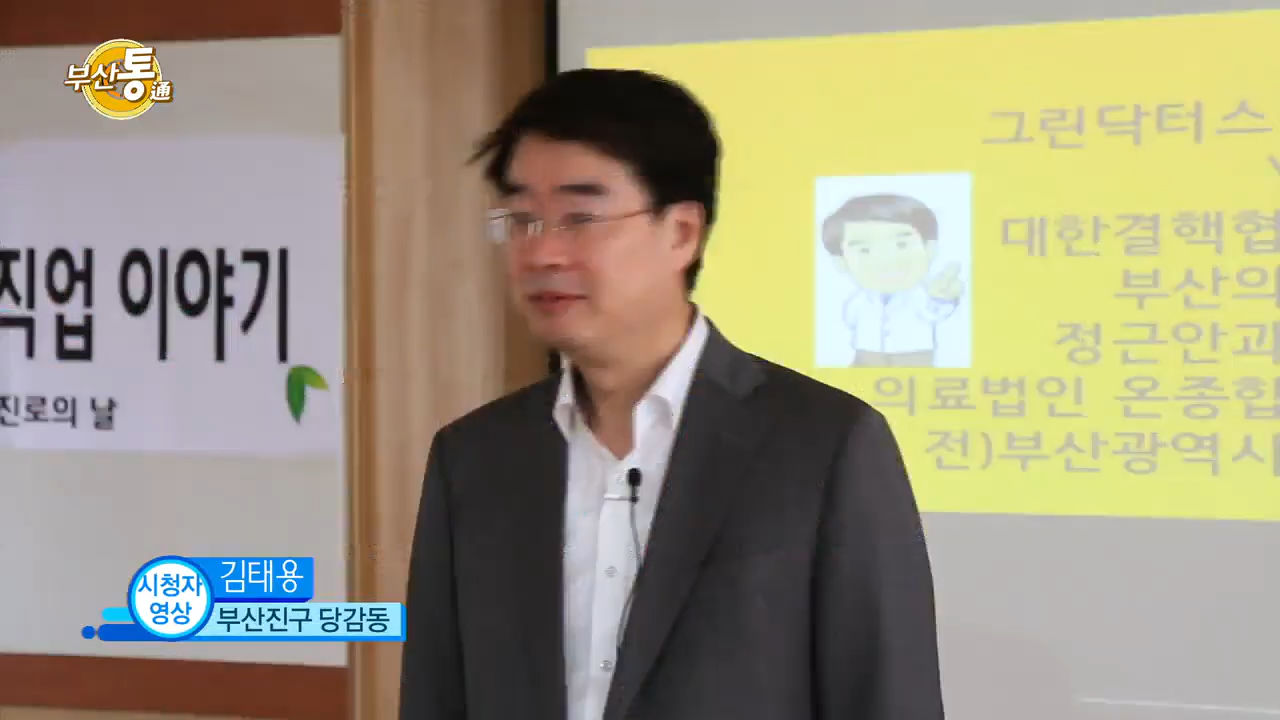 부산통通
직업 이야기
진로의 날
그린닥터스
대한결핵협
부산의
정근안과
의료법인 온종합
전)부산광역시
시청자
영상
김태용
부산진구 당감동